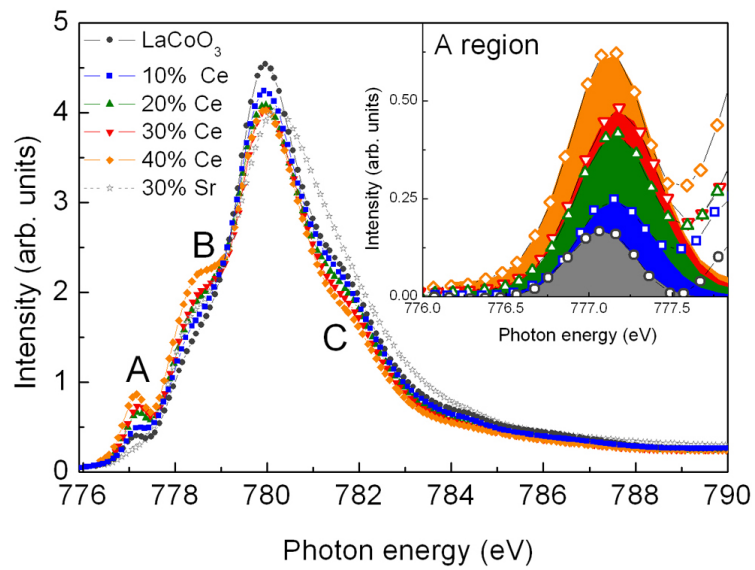 5
4
3
2
1
0
Intensity (arb. units)
LaCoO₃
10% Ce
20% Ce
30% Ce
40% Ce
30% Sr
A
B
C
776
778
780
782
784
786
788
790
Photon energy (eV)
A region
0.50
0.25
0.00
Intensity (arb. units)
776.0
776.5
777.0
777.5
Photon energy (eV)